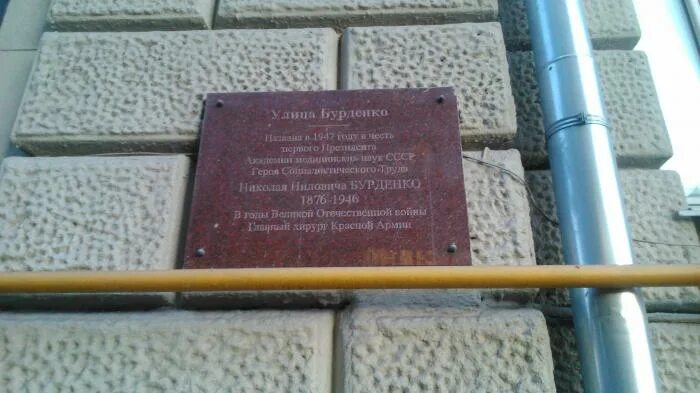 Улица Бурденко
Названа в 1947 году в честь
первого Президента
Академии медицинских наук СССР
Героя Социалистического Труда
Николая Ниловича БУРДЕНКО
1876-1946
В годы Великой Отечественной войны
Главный хирург Красной Армии